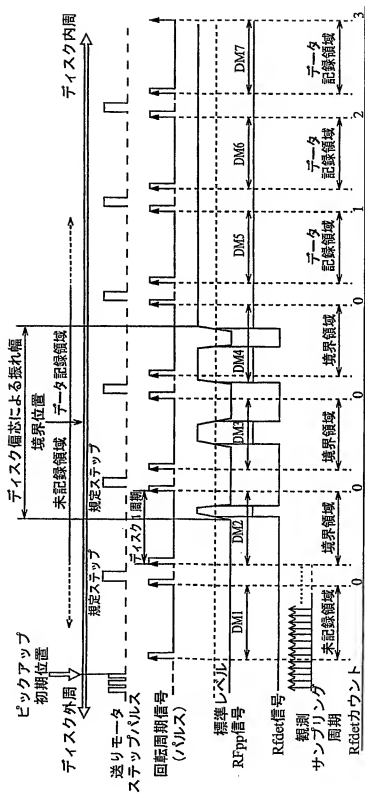 ピックアップ
初期位置
ディスク偏芯による振れ幅
境界位置
ディスク外周
未記録領域
データ記録領域
ディスク内周
規定ステップ
規定ステップ
送りモータ
ステップパルス
ディスク1周期
回転周期信号
(パルス)
標準レベル
RFpp信号
DM1
DM2
DM3
DM4
DM5
DM6
DM7
Rfdet信号
観測
サンプリング
周期
未記録領域
境界領域
境界領域
境界領域
データ
記録領域
データ
記録領域
データ
記録領域
Rfdetカウント
0
0
0
0
1
2
3